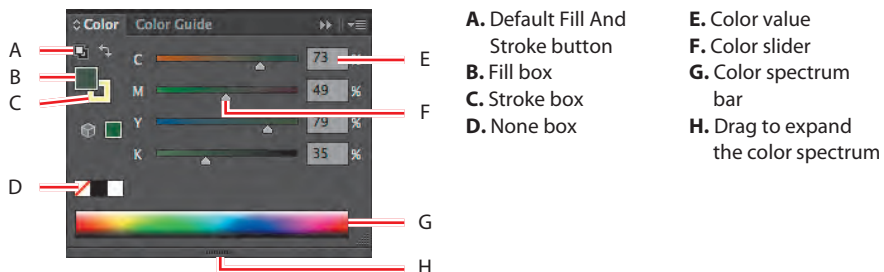 Color Color Guide
A
B
C
D
C 73 %
M 49 %
Y 79 %
K 35 %
E
F
G
H
A. Default Fill And
Stroke button
B. Fill box
C. Stroke box
D. None box
E. Color value
F. Color slider
G. Color spectrum
bar
H. Drag to expand
the color spectrum